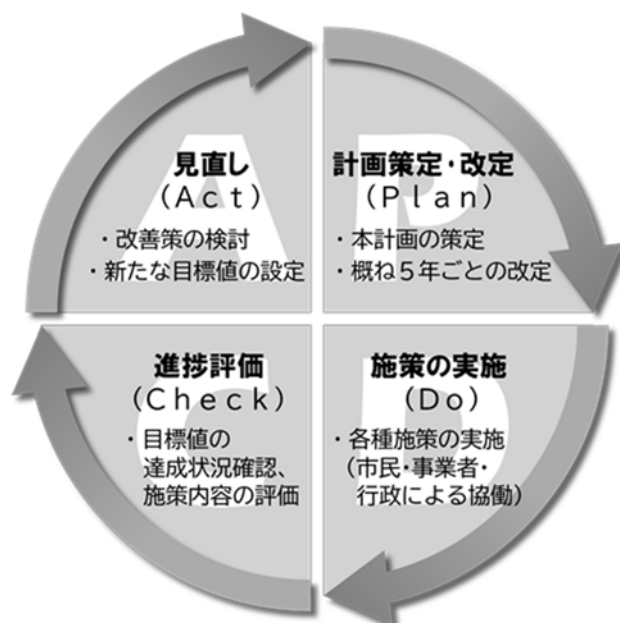 A
見直し
(Act)
・改善策の検討
・新たな目標値の設定
P
計画策定・改定
(Plan)
・本計画の策定
・概ね5年ごとの改定
C
進捗評価
(Check)
・目標値の
達成状況確認、
施策内容の評価
D
施策の実施
(Do)
・各種施策の実施
(市民・事業者・
行政による協働)